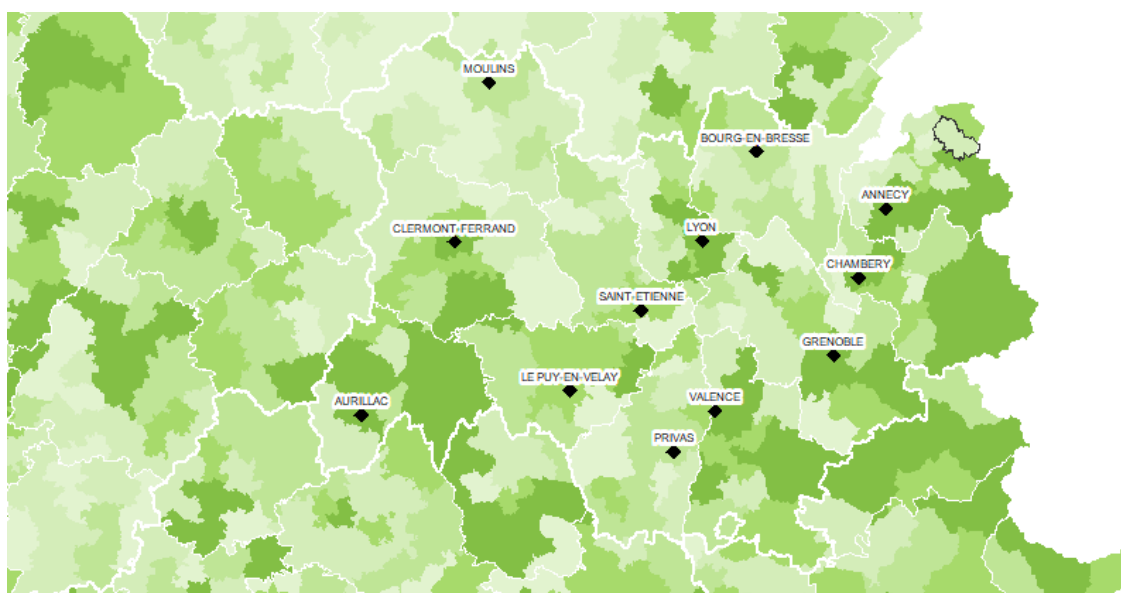 MOULINS
BOURG-EN-BRESSE
ANNECY
CLERMONT-FERRAND
LYON
CHAMBERY
SAINT-ETIENNE
GRENOBLE
LE PUY-EN-VELAY
AURILLAC
VALENCE
PRIVAS